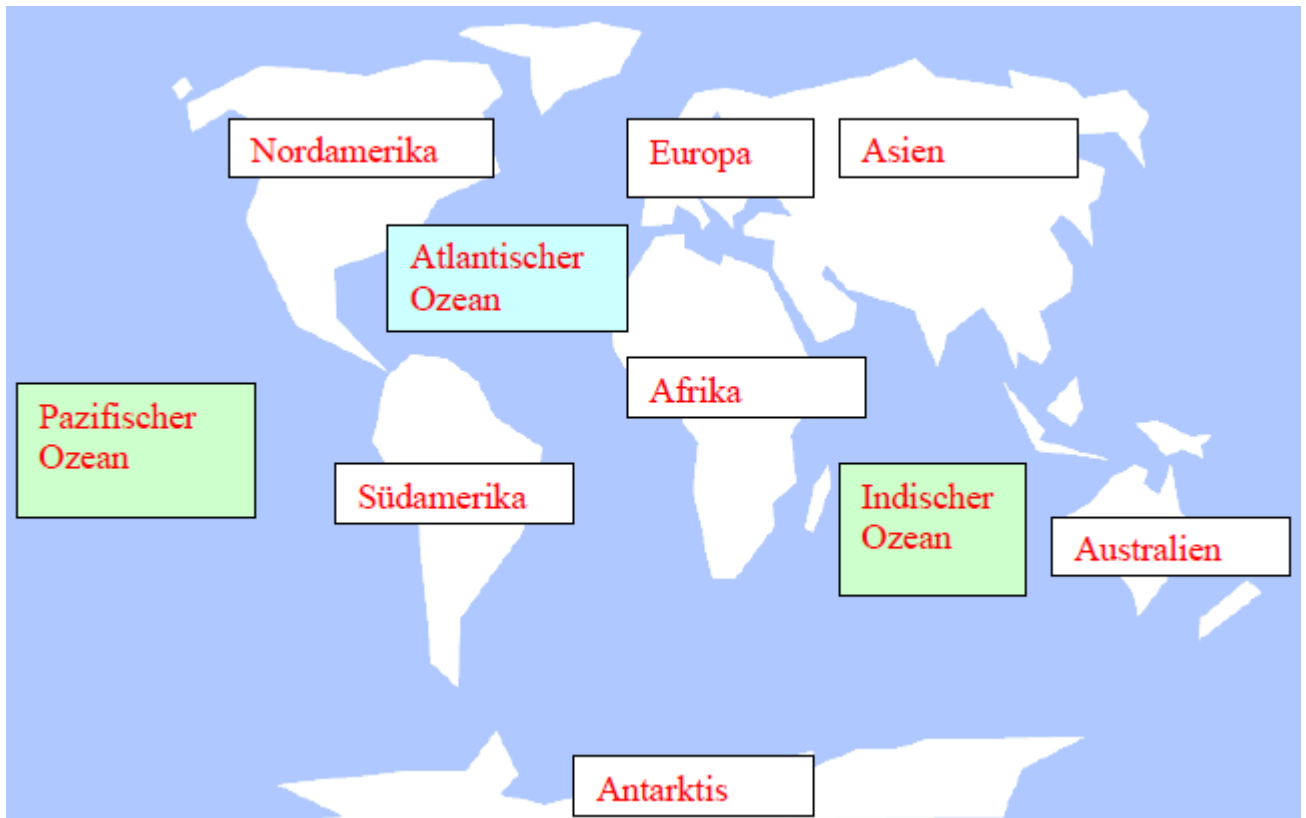 Nordamerika
Europa
Asien
Atlantischer
Ozean
Afrika
Pazifischer
Ozean
Südamerika
Indischer
Ozean
Australien
Antarktis